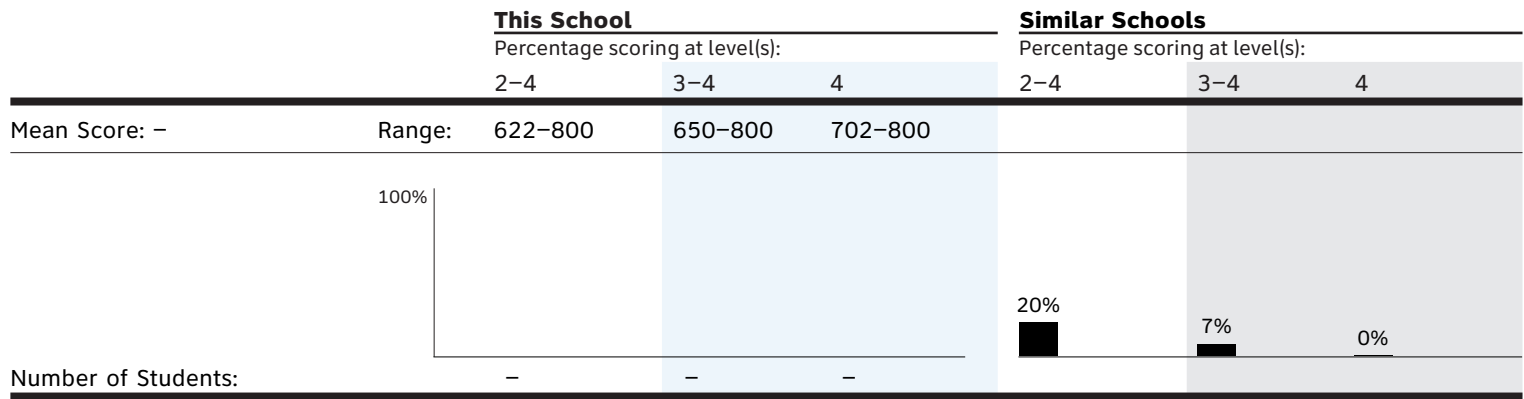 This School Similar Schools
Percentage scoring at level(s): Percentage scoring at level(s):
2–4 3–4 4 2–4 3–4 4
Mean Score: – Range: 622–800 650–800 702–800
100%
20%
7%
0%
Number of Students: – – –